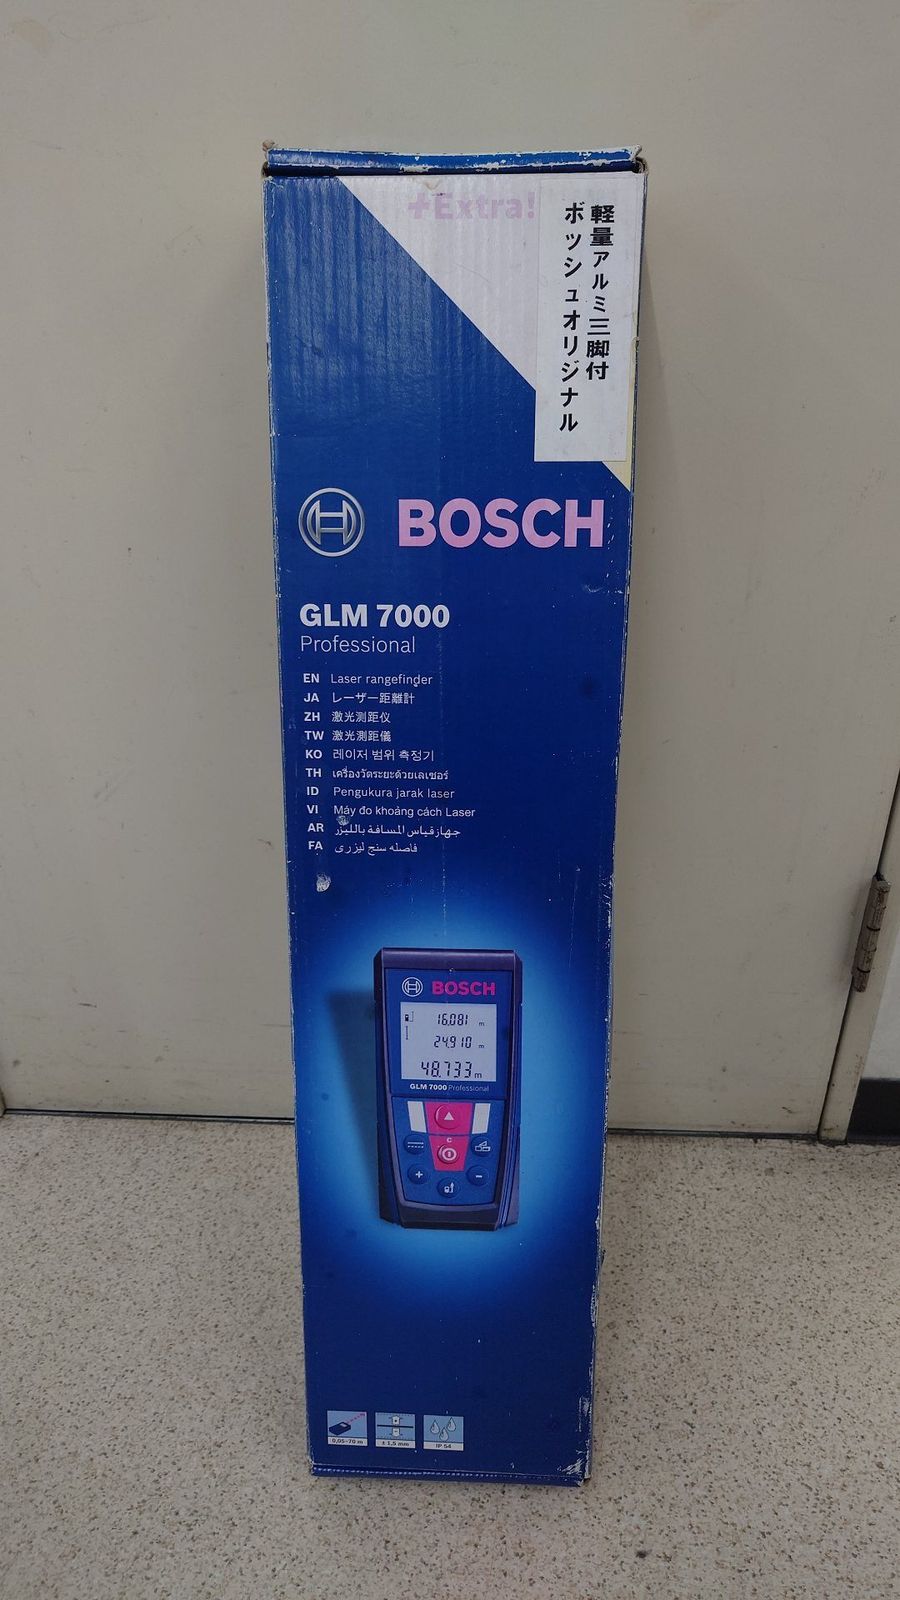 +Extra!
軽量アルミ三脚付
ボッシュオリジナル
BOSCH
GLM 7000
Professional
EN Laser rangefinder
JA レーザー距離計
ZH 激光测距仪
TW 激光測距儀
KO 레이저 범위 측정기
TH เครื่องวัดระยะด้วยเลเซอร์
ID Pengukura jarak laser
VI Máy đo khoảng cách Laser
AR جهاز قياس المسافة بالليزر
FA فاصله سنج لیزری
BOSCH
16.081 m
24.910 m
48.733 m
GLM 7000 Professional
C
0,05-70 m
± 1,5 mm
IP 54